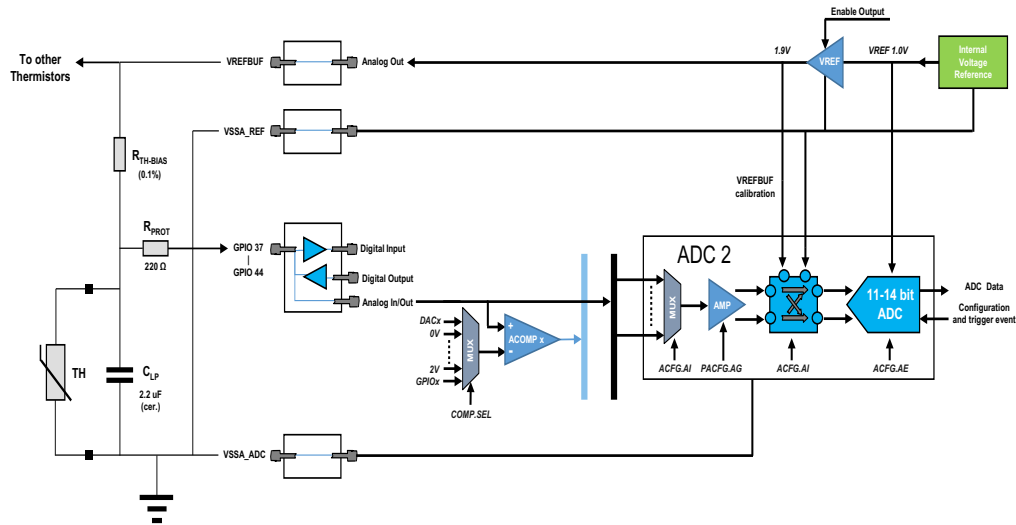 Enable Output
To other
Thermistors
VREFBUF
Analog Out
1.9V
VREF
VREF 1.0V
Internal
Voltage
Reference
VSSA_REF
RTH-BIAS
(0.1%)
VREFBUF
calibration
RPROT
220 Ω
GPIO 37
|
GPIO 44
Digital Input
Digital Output
Analog In/Out
ADC 2
MUX
AMP
11-14 bit
ADC
ADC Data
Configuration
and trigger event
DACx
0V
2V
GPIOx
MUX
+
ACOMP x
-
COMP.SEL
ACFG.AI
PACFG.AG
ACFG.AI
ACFG.AE
TH
CLP
2.2 uF
(cer.)
VSSA_ADC